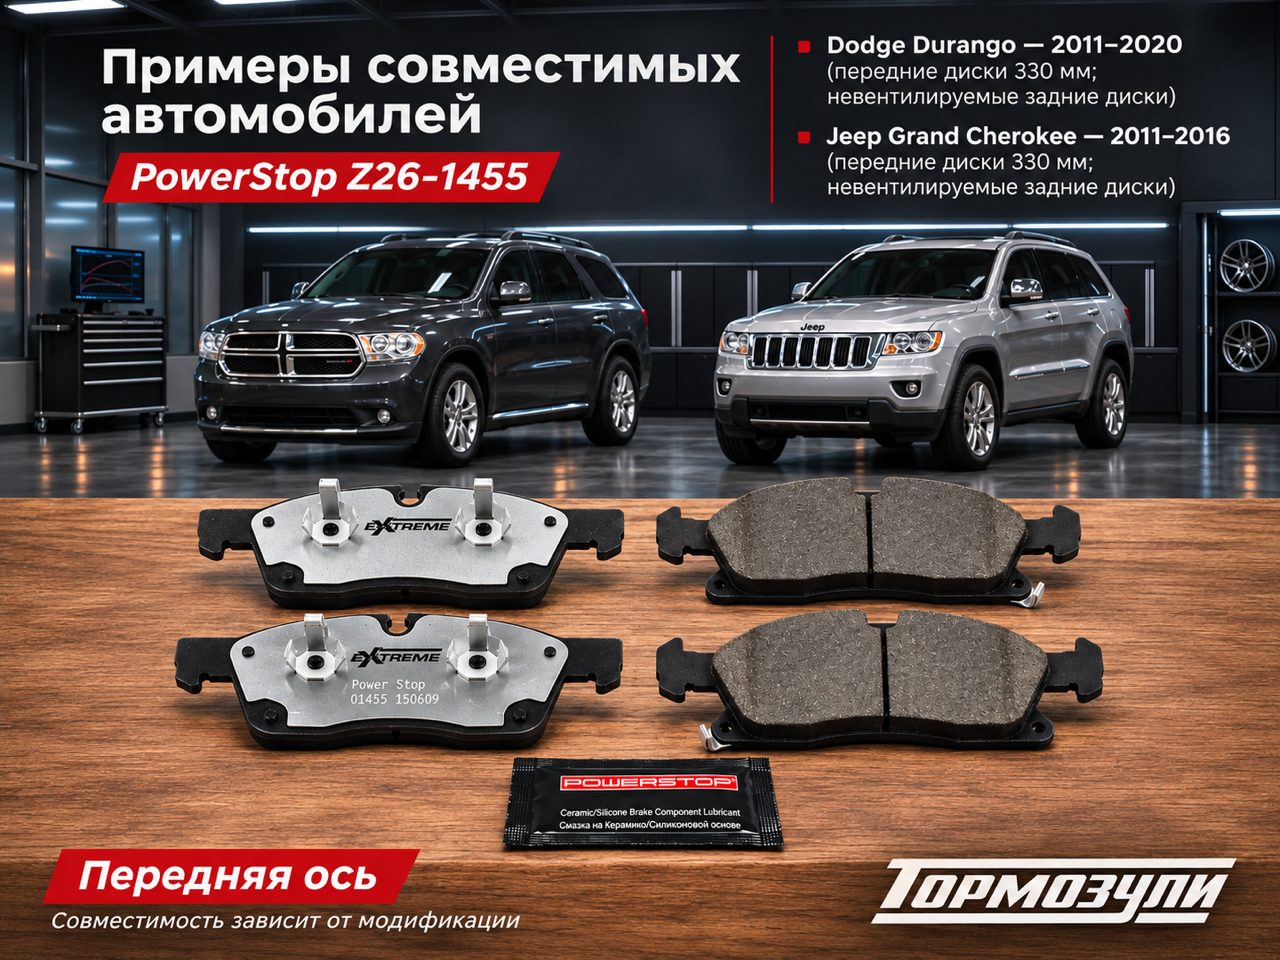 Примеры совместимых
автомобилей
PowerStop Z26-1455
Dodge Durango — 2011–2020
(передние диски 330 мм;
невентилируемые задние диски)
Jeep Grand Cherokee — 2011–2016
(передние диски 330 мм;
невентилируемые задние диски)
Jeep
EXTREME
EXTREME
Power Stop
01455 150609
POWERSTOP
Ceramic/Silicone Brake Component Lubricant
Смазка на Керамико/Силиконовой основе
Передняя ось
Совместимость зависит от модификации
ТОРМОЗУЛИ